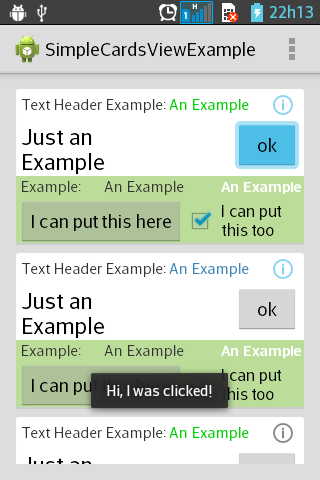 22h13
SimpleCardsViewExample
Text Header Example: An Example
Just an
Example
ok
Example: An Example An Example
I can put this here
I can put
this too
Text Header Example: An Example
Just an
Example
ok
Example: An Example An Example
I can put
I can put
this too
Hi, I was clicked!
Text Header Example: An Example
Just an